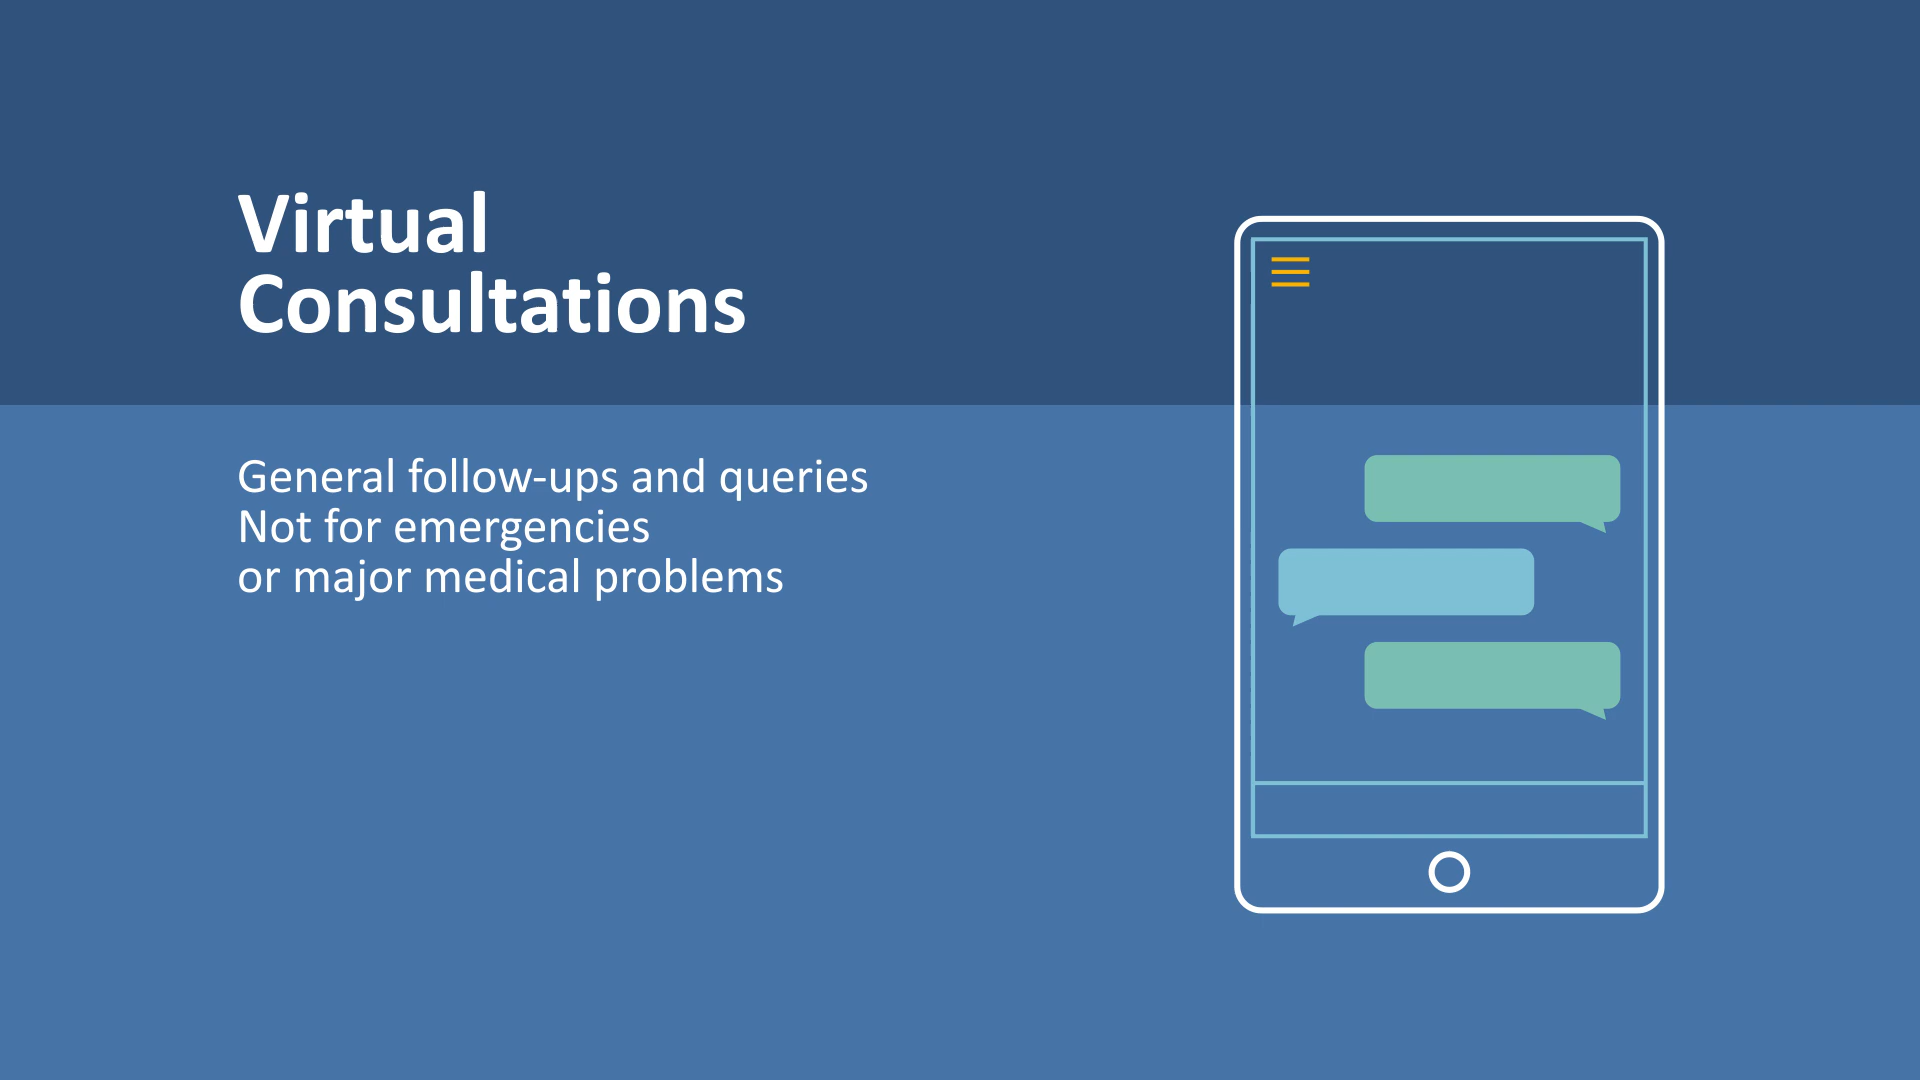 Virtual
Consultations
General follow-ups and queries
Not for emergencies
or major medical problems